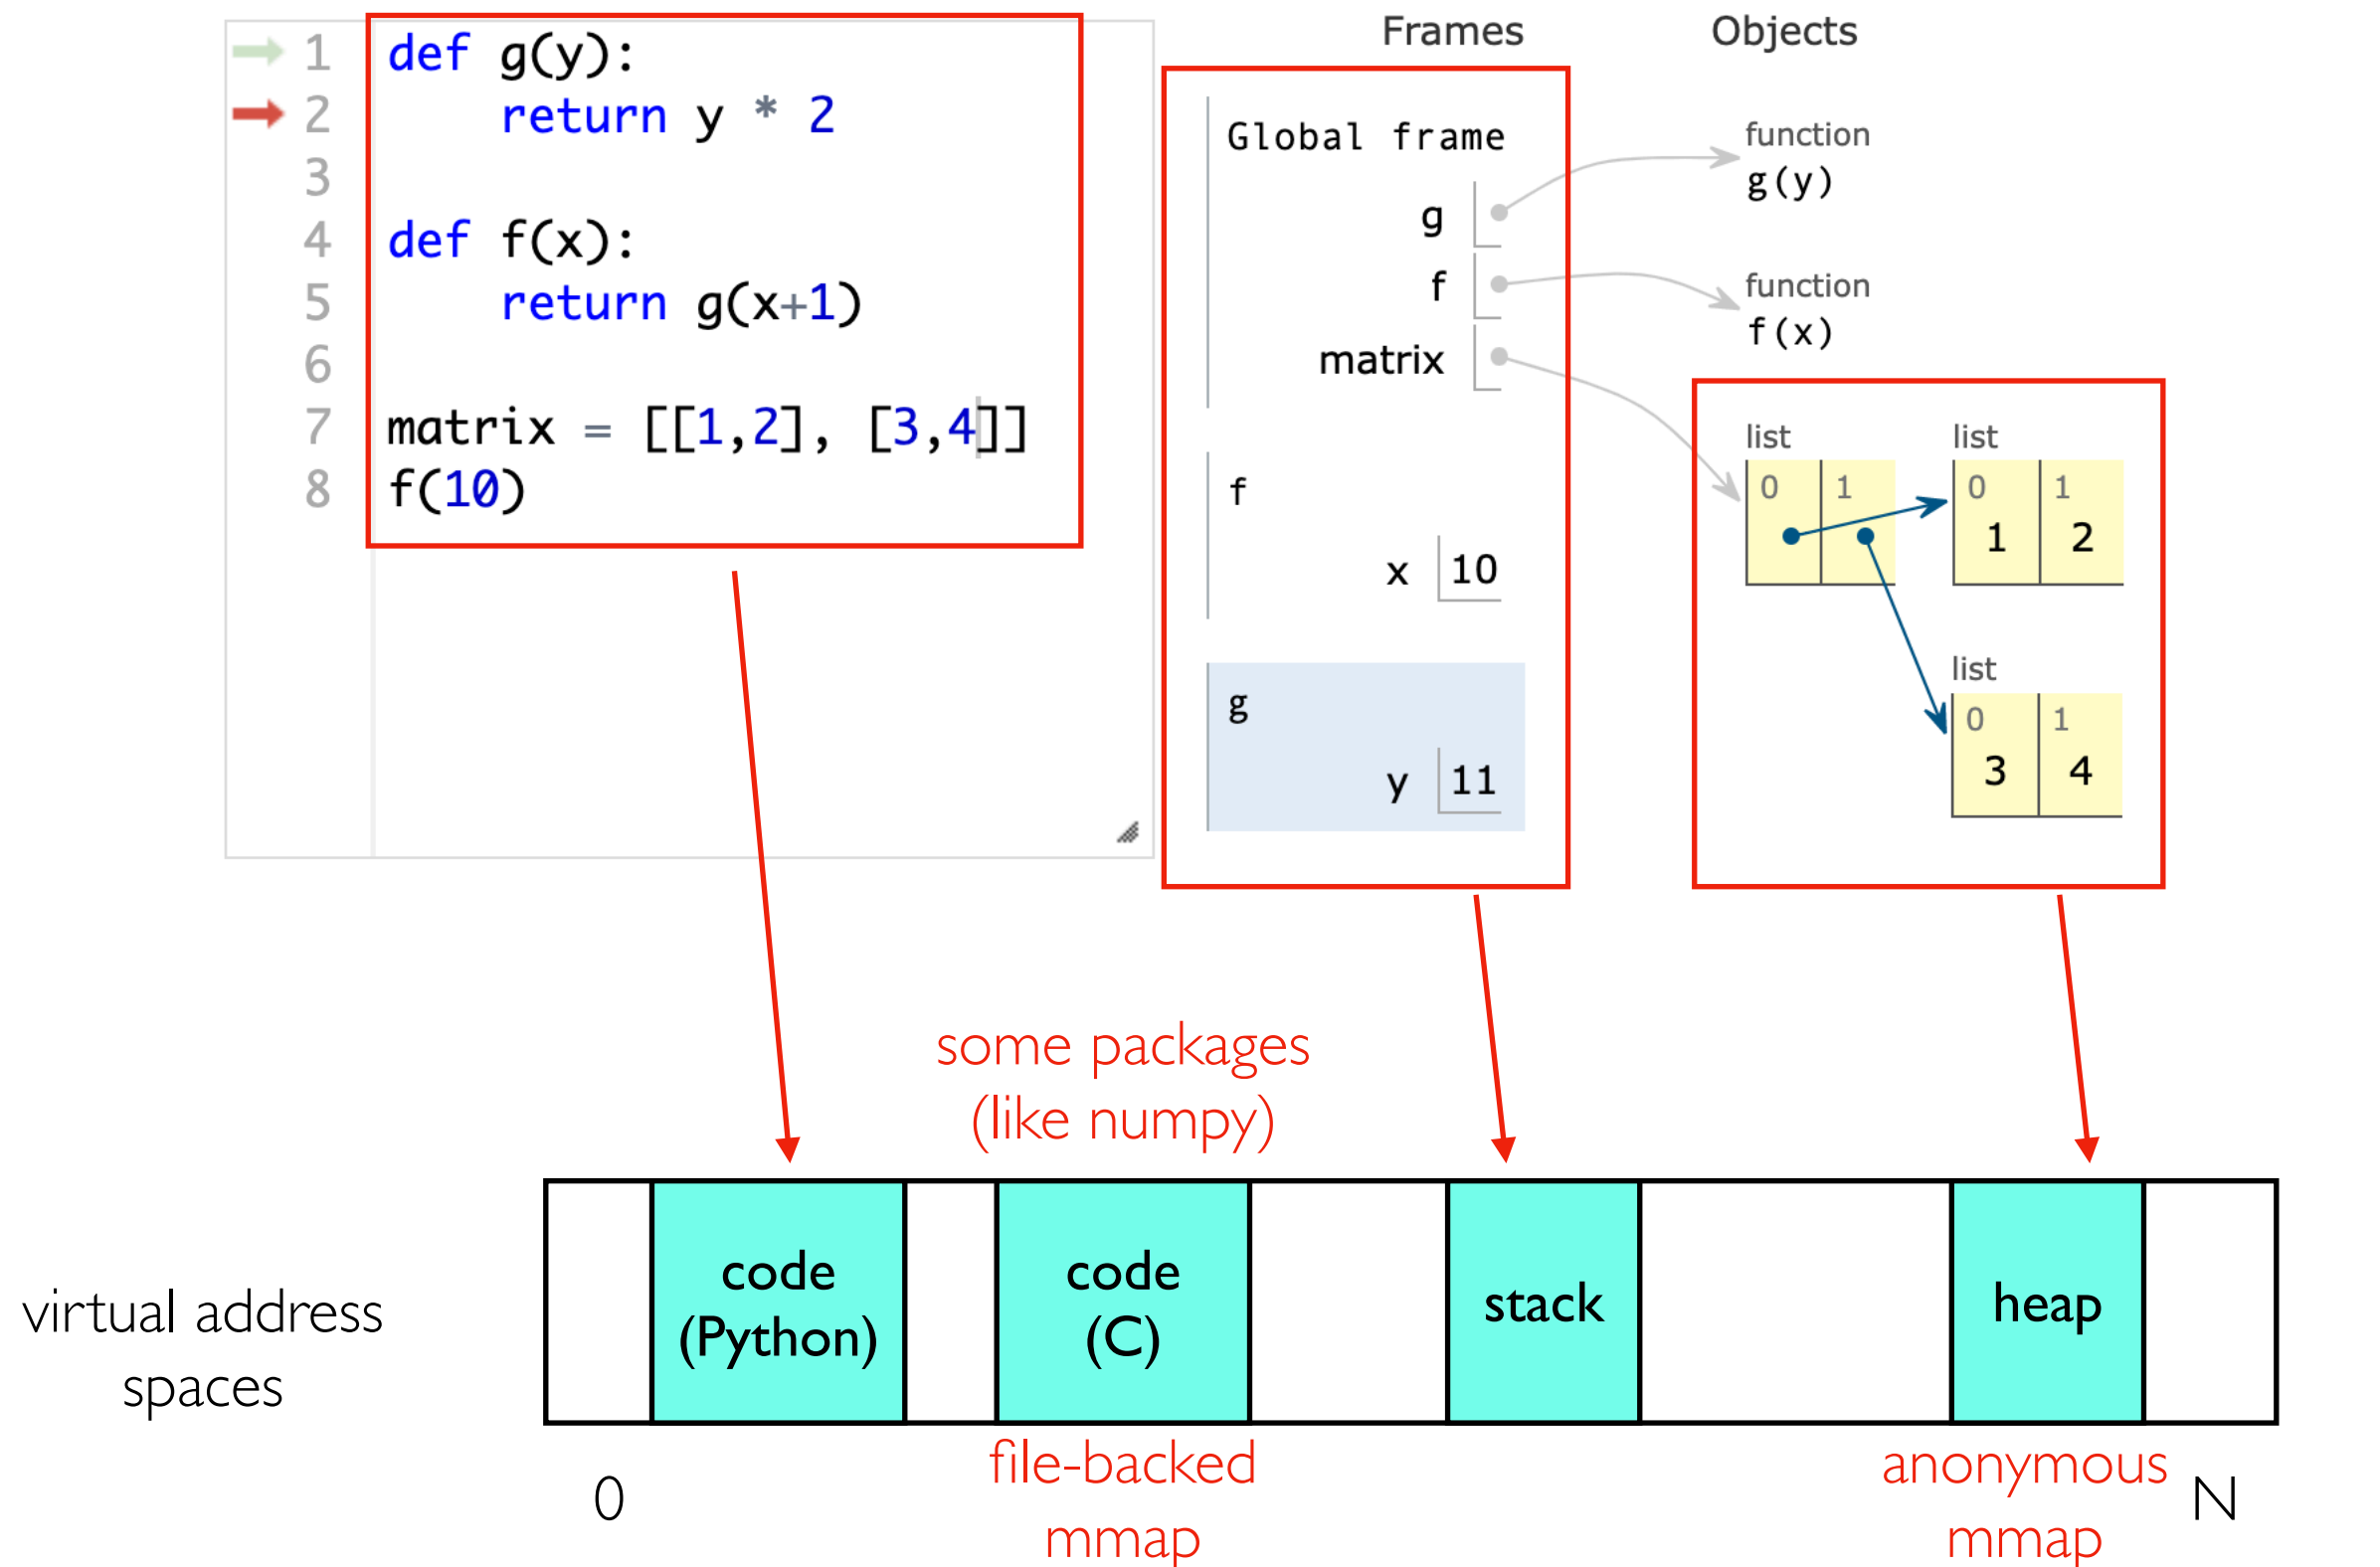 1 def g(y):
2     return y * 2
3
4 def f(x):
5     return g(x+1)
6
7 matrix = [[1,2], [3,4]]
8 f(10)
Frames
Global frame
g
f
matrix
f
x 10
g
y 11
Objects
function
g(y)
function
f(x)
list
0 1
list
0 1
1 2
list
0 1
3 4
some packages
(like numpy)
virtual address
spaces
code
(Python)
code
(C)
stack
heap
0
file-backed
mmap
anonymous
mmap
N